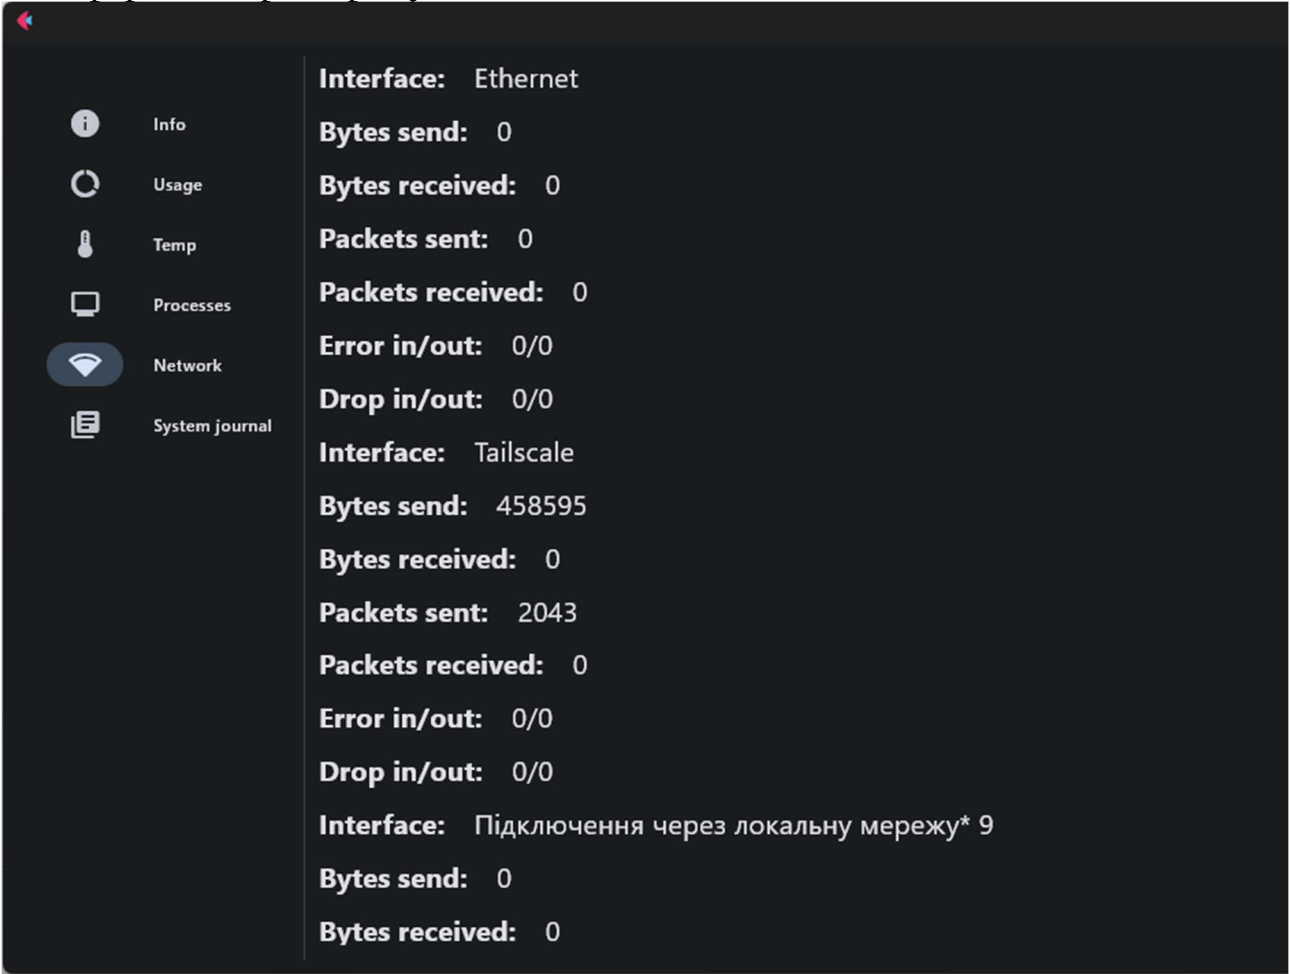 Info
Usage
Temp
Processes
Network
System journal
Interface: Ethernet
Bytes send: 0
Bytes received: 0
Packets sent: 0
Packets received: 0
Error in/out: 0/0
Drop in/out: 0/0
Interface: Tailscale
Bytes send: 458595
Bytes received: 0
Packets sent: 2043
Packets received: 0
Error in/out: 0/0
Drop in/out: 0/0
Interface: Підключення через локальну мережу* 9
Bytes send: 0
Bytes received: 0